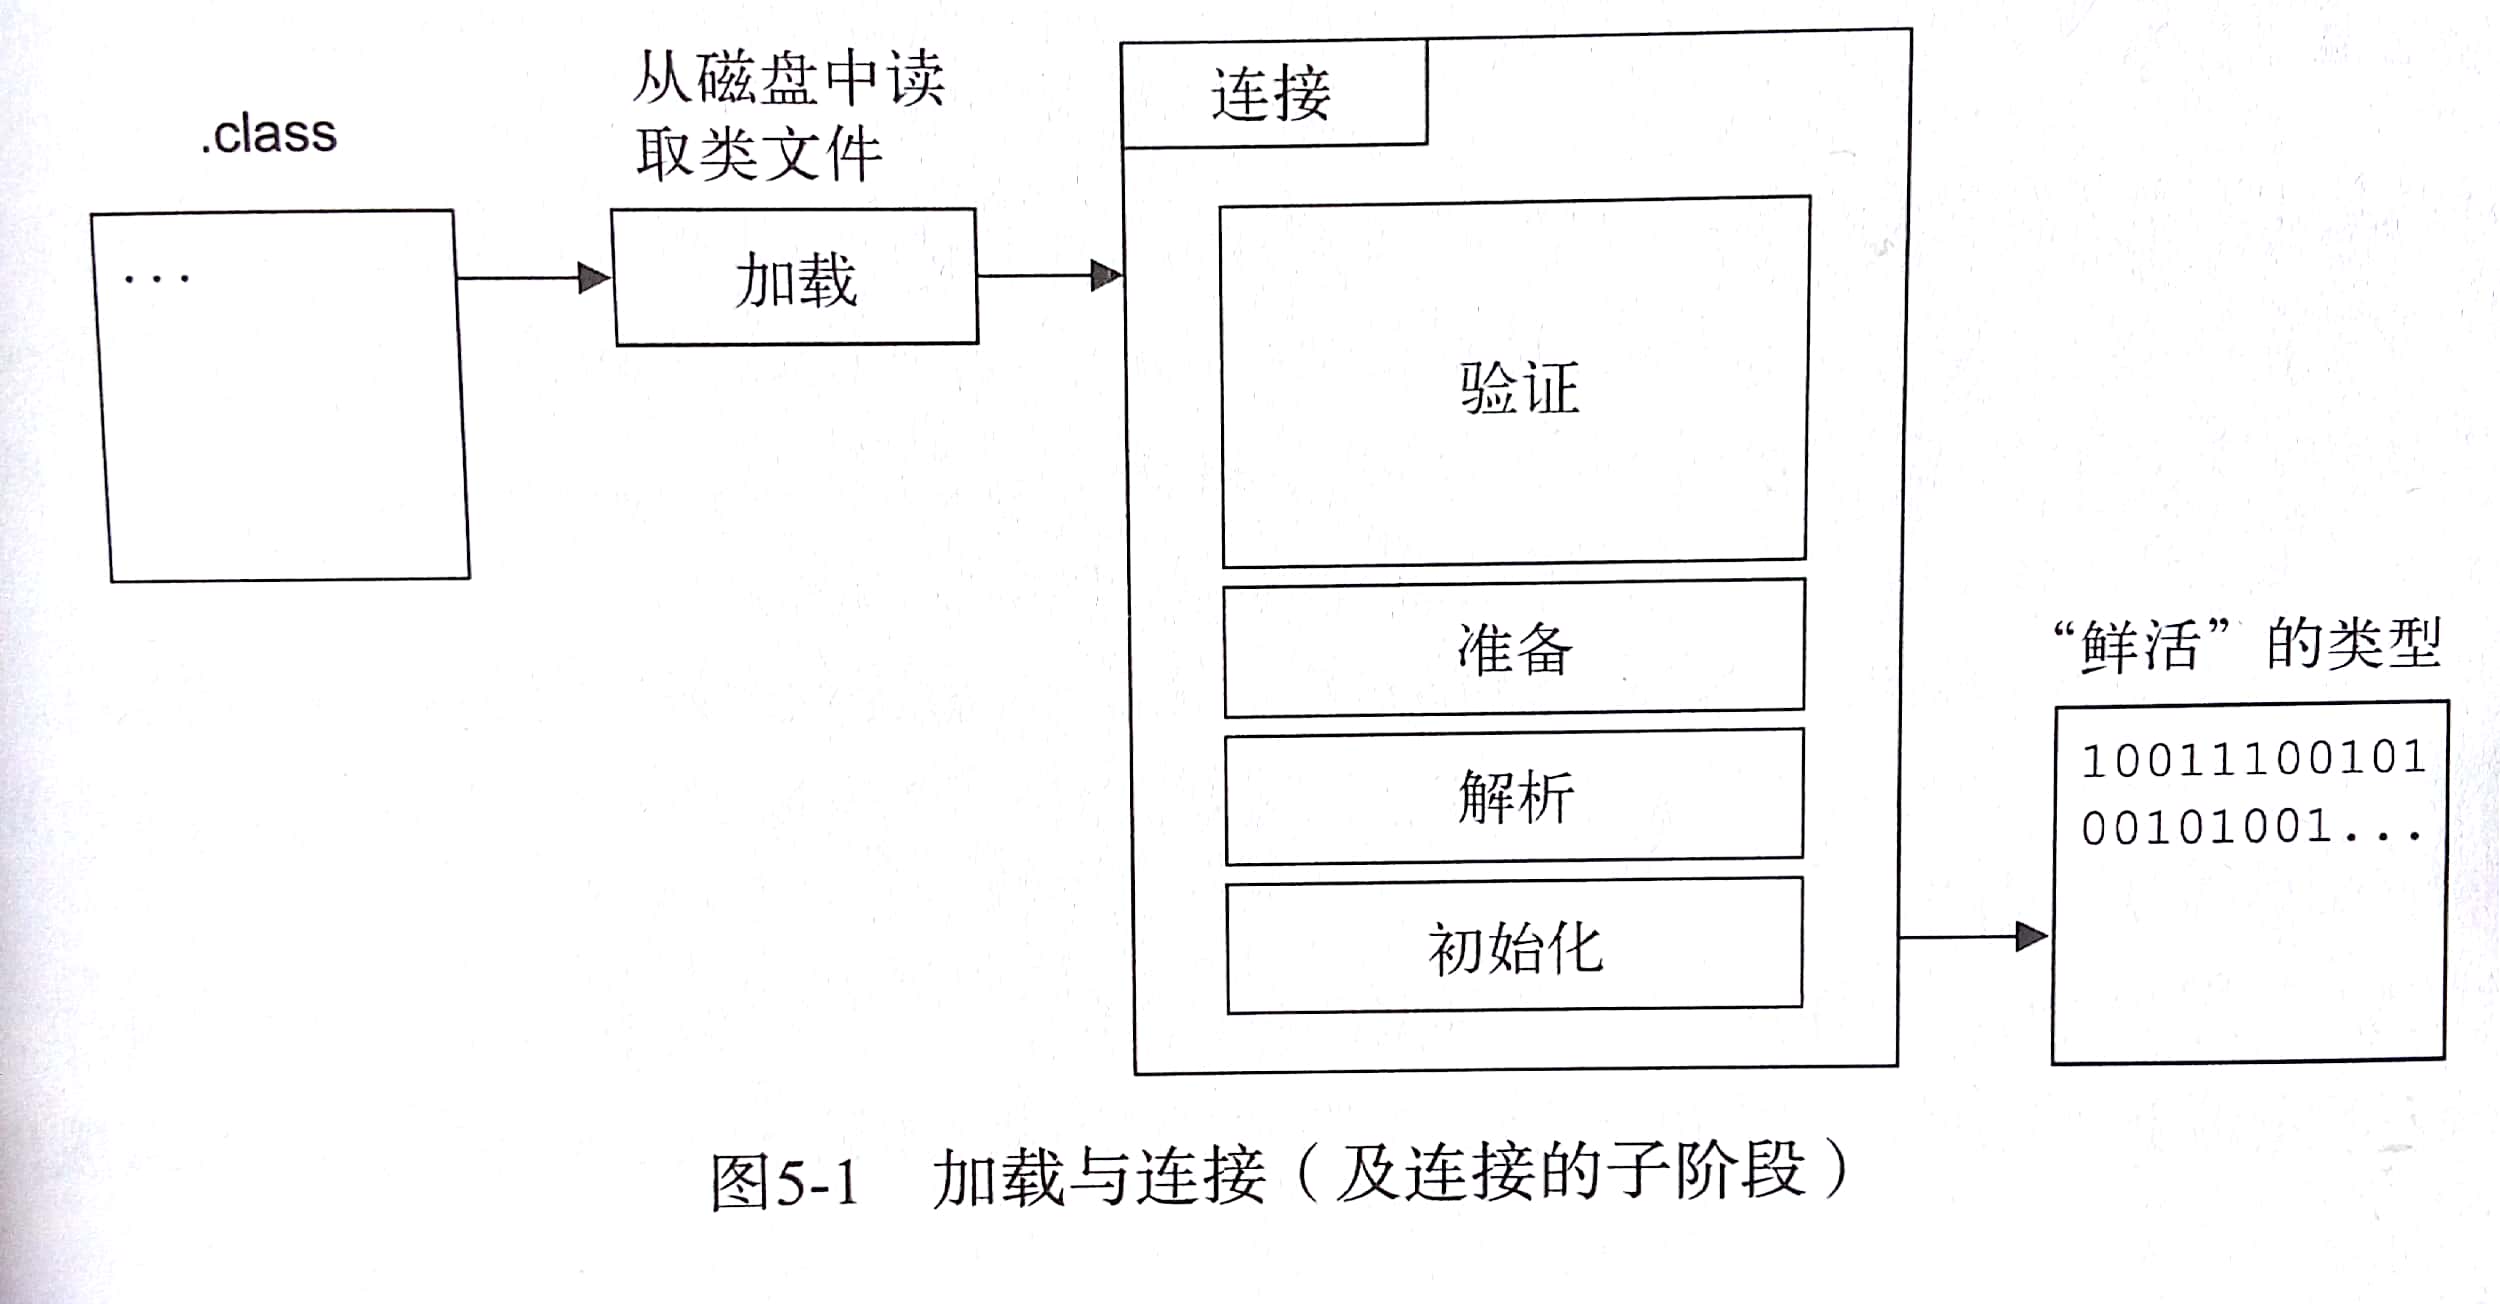 .class
...
从磁盘中读
取类文件
加载
连接
验证
准备
解析
初始化
“鲜活”的类型
10011100101
00101001...
图5-1 加载与连接（及连接的子阶段）